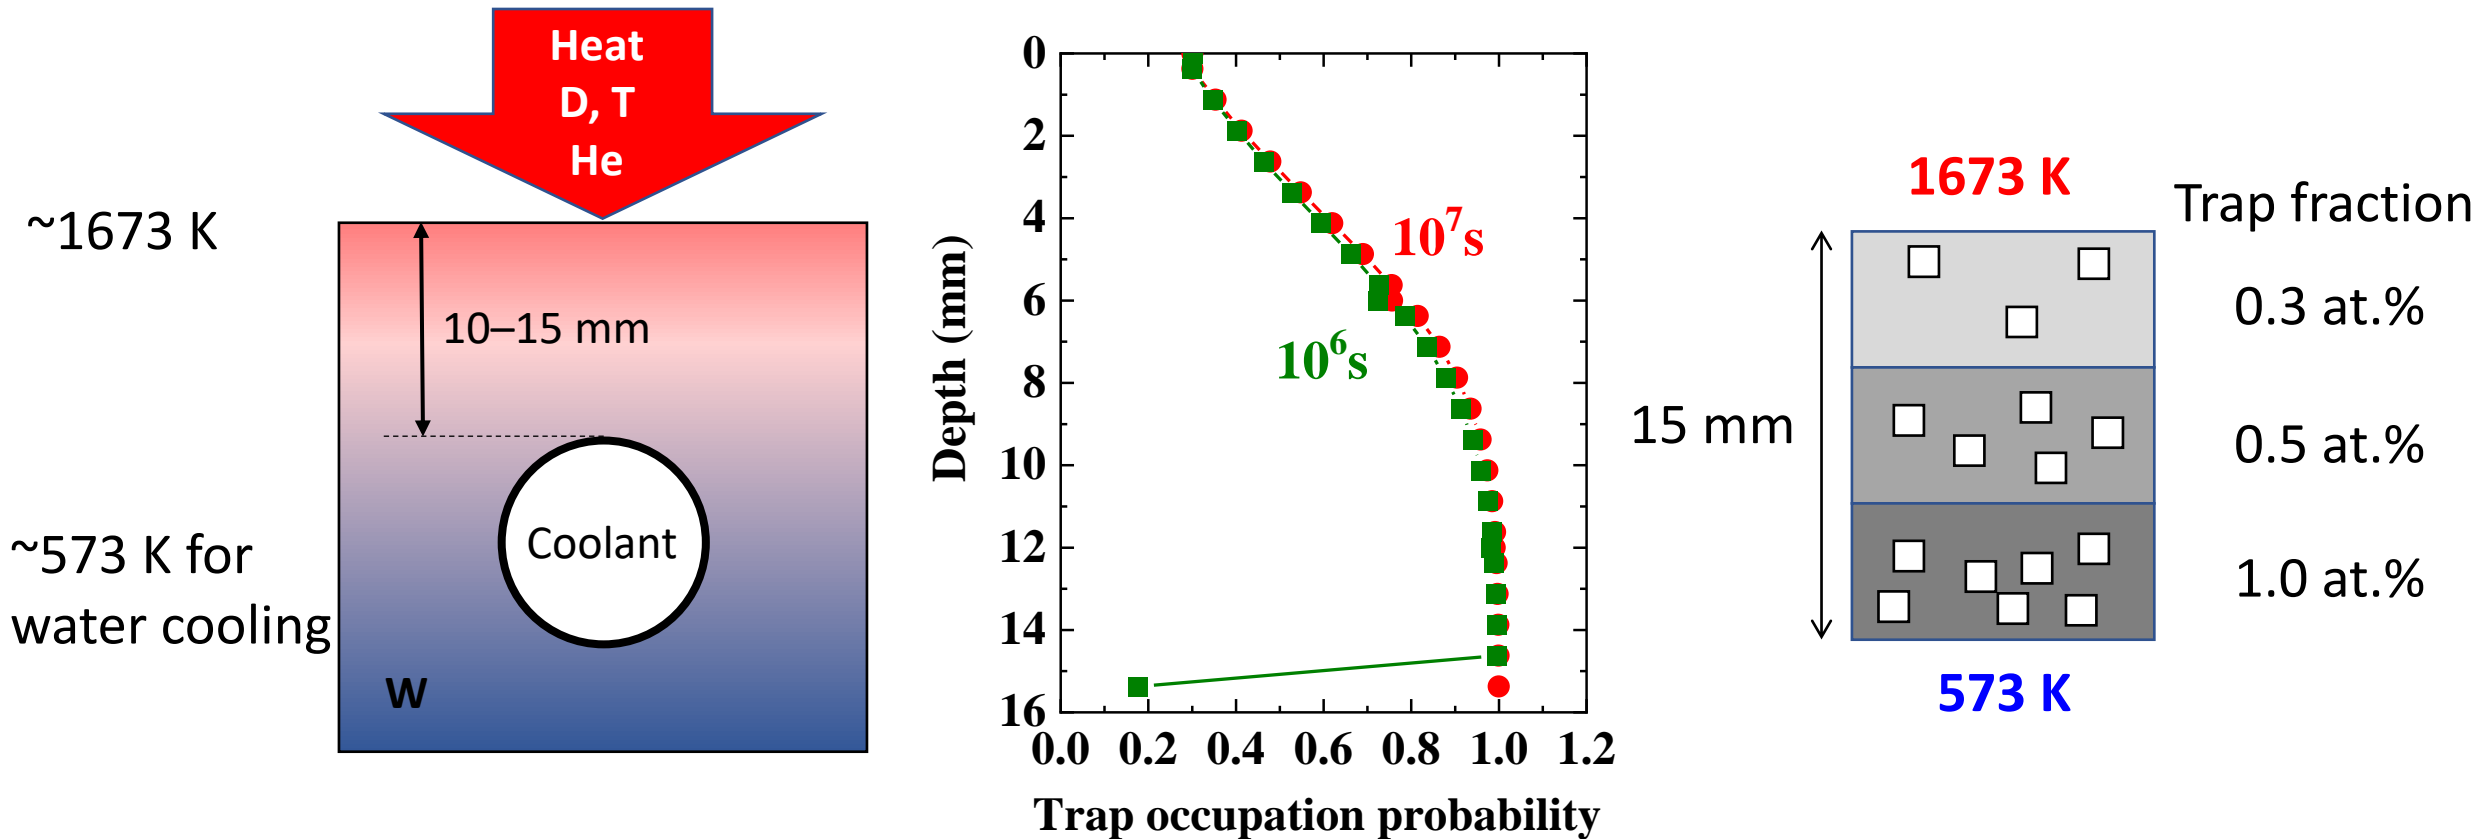 Heat
D, T
He
~1673 K
10–15 mm
Coolant
~573 K for
water cooling
W
Depth (mm)
0
2
4
6
8
10
12
14
16
0.0 0.2 0.4 0.6 0.8 1.0 1.2
Trap occupation probability
10⁷s
10⁶s
1673 K
Trap fraction
15 mm
0.3 at.%
0.5 at.%
1.0 at.%
573 K